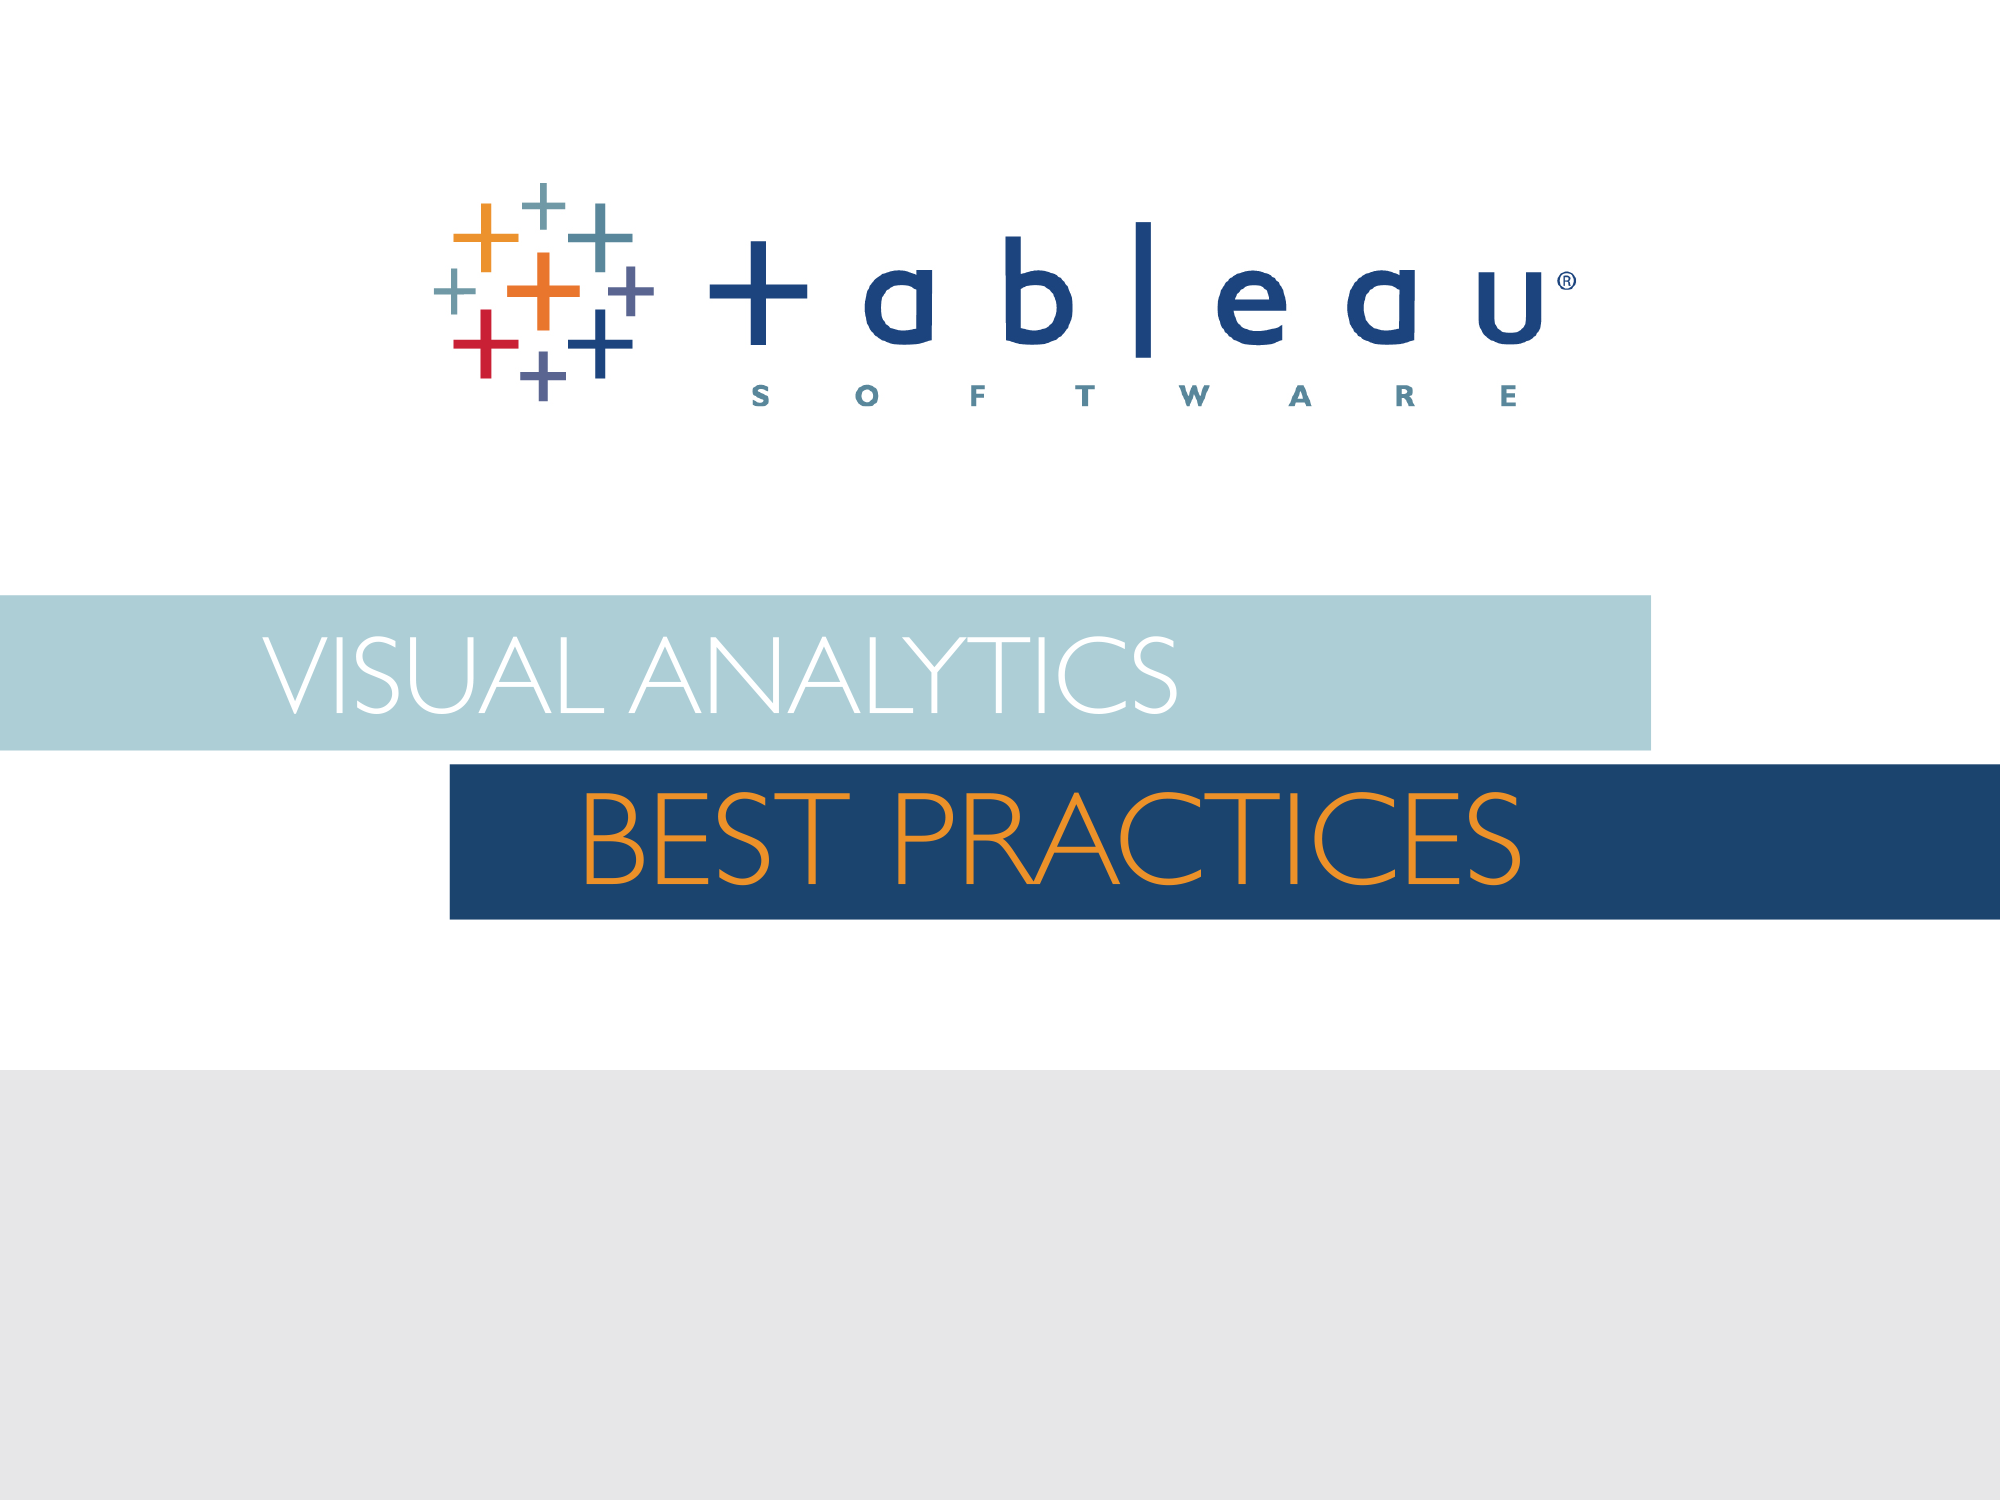 tableau®
SOFTWARE
VISUAL ANALYTICS
BEST PRACTICES